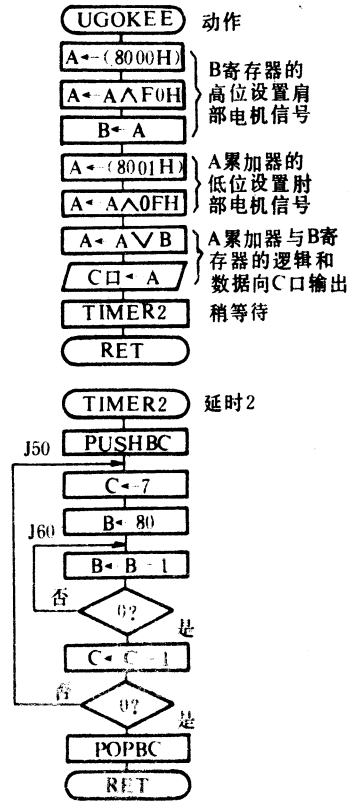 UGOKEE 动作
A←(8000H)
A←A∧F0H
B←A
B寄存器的
高位设置肩
部电机信号
A←(8001H)
A←A∧0FH
A累加器的
低位设置肘
部电机信号
A←A∨B
C口←A
A累加器与B寄
存器的逻辑和
数据向C口输出
TIMER2 稍等待
RET
TIMER2 延时2
J50
PUSHBC
C←7
B←80
J60
B←B-1
否
0?
是
C←C-1
否
0?
是
POPBC
RET